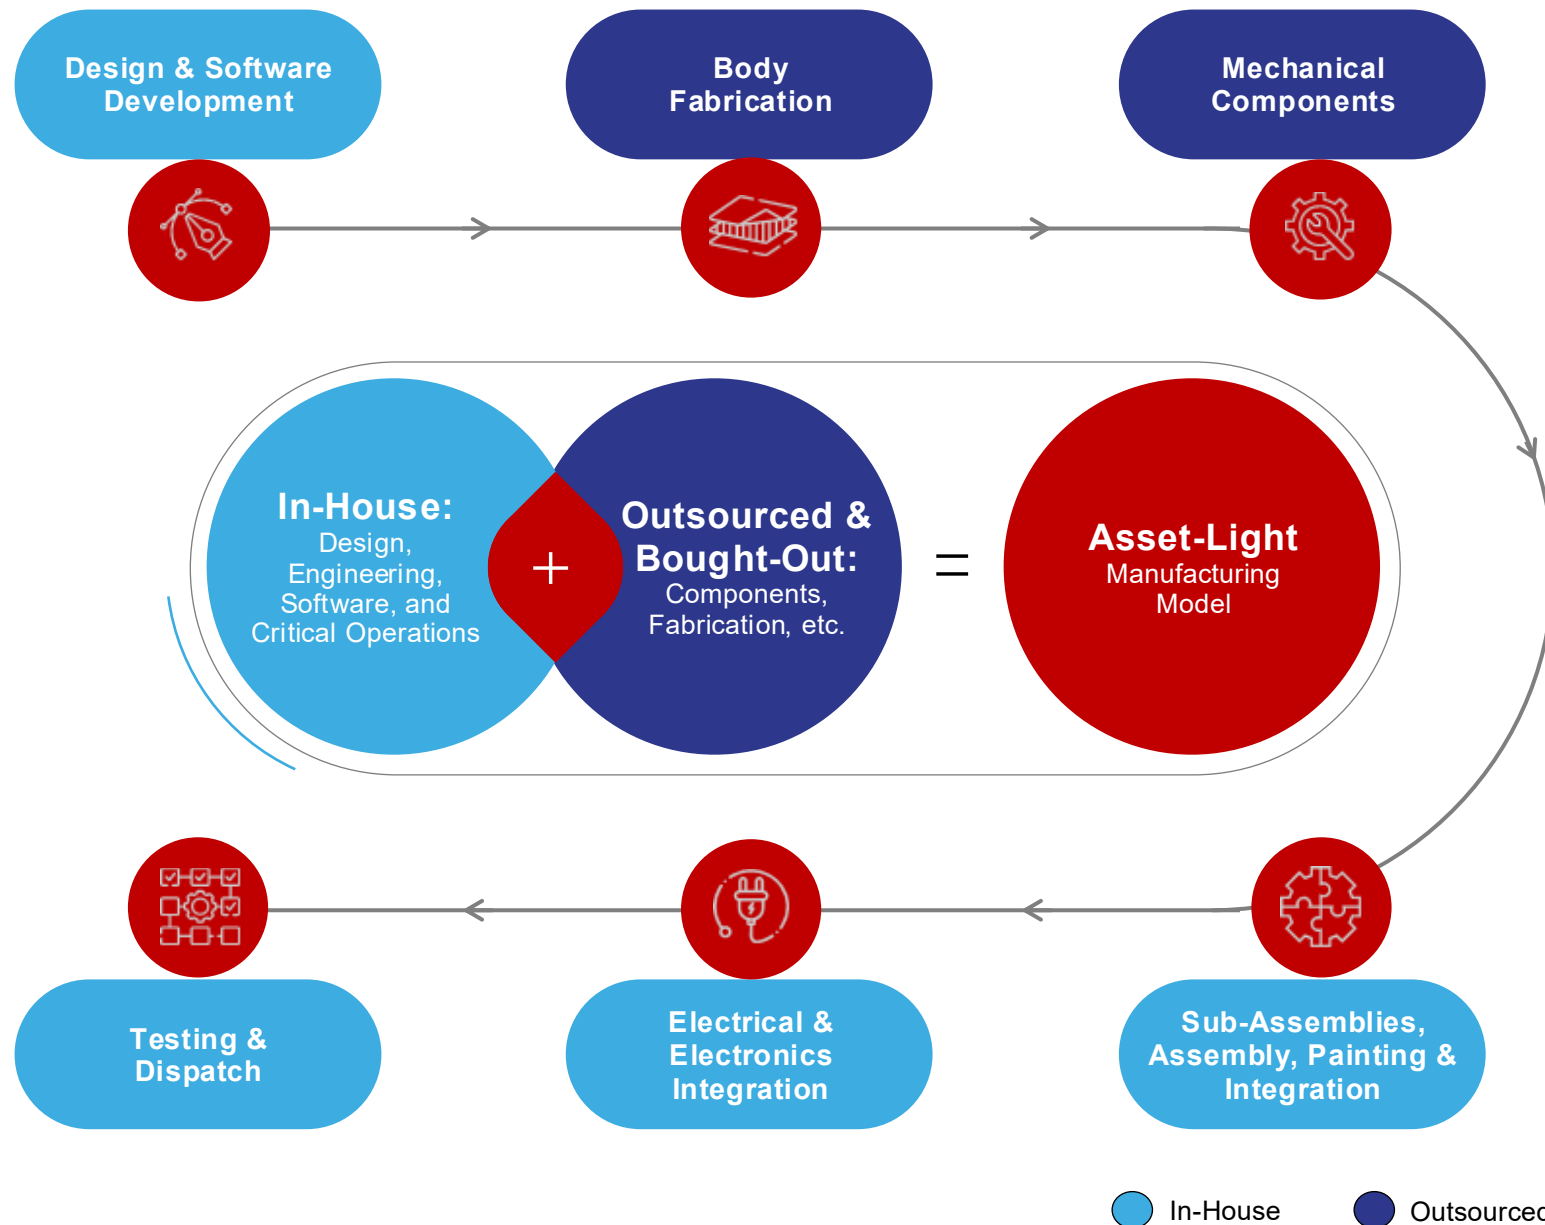 Design & Software
Development
Body
Fabrication
Mechanical
Components
In-House:
Design,
Engineering,
Software, and
Critical Operations
+
Outsourced &
Bought-Out:
Components,
Fabrication, etc.
=
Asset-Light
Manufacturing
Model
Testing &
Dispatch
Electrical &
Electronics
Integration
Sub-Assemblies,
Assembly, Painting &
Integration
In-House
Outsourced